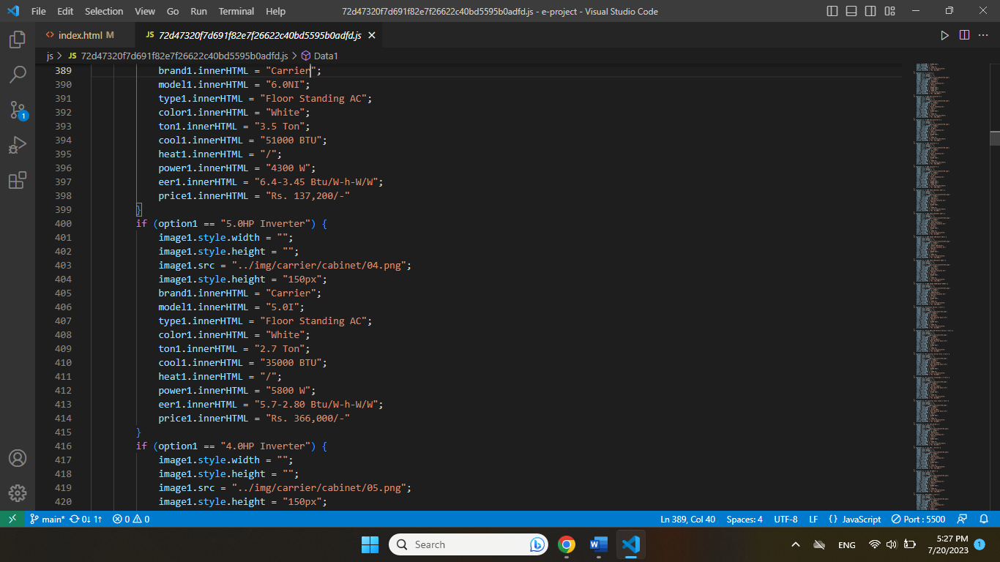 File Edit Selection View Go Run Terminal Help 72d47320f7d691f82e7f26622c40bd5595b0adfd.js - e-project - Visual Studio Code
index.html M JS 72d47320f7d691f82e7f26622c40bd5595b0adfd.js
js > JS 72d47320f7d691f82e7f26622c40bd5595b0adfd.js > Data1
389 brand1.innerHTML = "Carrier";
390 model1.innerHTML = "6.0NI";
391 type1.innerHTML = "Floor Standing AC";
392 color1.innerHTML = "White";
393 ton1.innerHTML = "3.5 Ton";
394 cool1.innerHTML = "51000 BTU";
395 heat1.innerHTML = "/";
396 power1.innerHTML = "4300 W";
397 eer1.innerHTML = "6.4-3.45 Btu/W-h-W/W";
398 price1.innerHTML = "Rs. 137,200/-"
399 }
400 if (option1 == "5.0HP Inverter") {
401 image1.style.width = "";
402 image1.style.height = "";
403 image1.src = "../img/carrier/cabinet/04.png";
404 image1.style.height = "150px";
405 brand1.innerHTML = "Carrier";
406 model1.innerHTML = "5.0I";
407 type1.innerHTML = "Floor Standing AC";
408 color1.innerHTML = "White";
409 ton1.innerHTML = "2.7 Ton";
410 cool1.innerHTML = "35000 BTU";
411 heat1.innerHTML = "/";
412 power1.innerHTML = "5800 W";
413 eer1.innerHTML = "5.7-2.80 Btu/W-h-W/W";
414 price1.innerHTML = "Rs. 366,000/-"
415 }
416 if (option1 == "4.0HP Inverter") {
417 image1.style.width = "";
418 image1.style.height = "";
419 image1.src = "../img/carrier/cabinet/05.png";
420 image1.style.height = "150px";
1
main* 0↓ 1↑ 0 0 Ln 389, Col 40 Spaces: 4 UTF-8 LF {} JavaScript Port : 5500
Search ENG 5:27 PM 1
7/20/2023